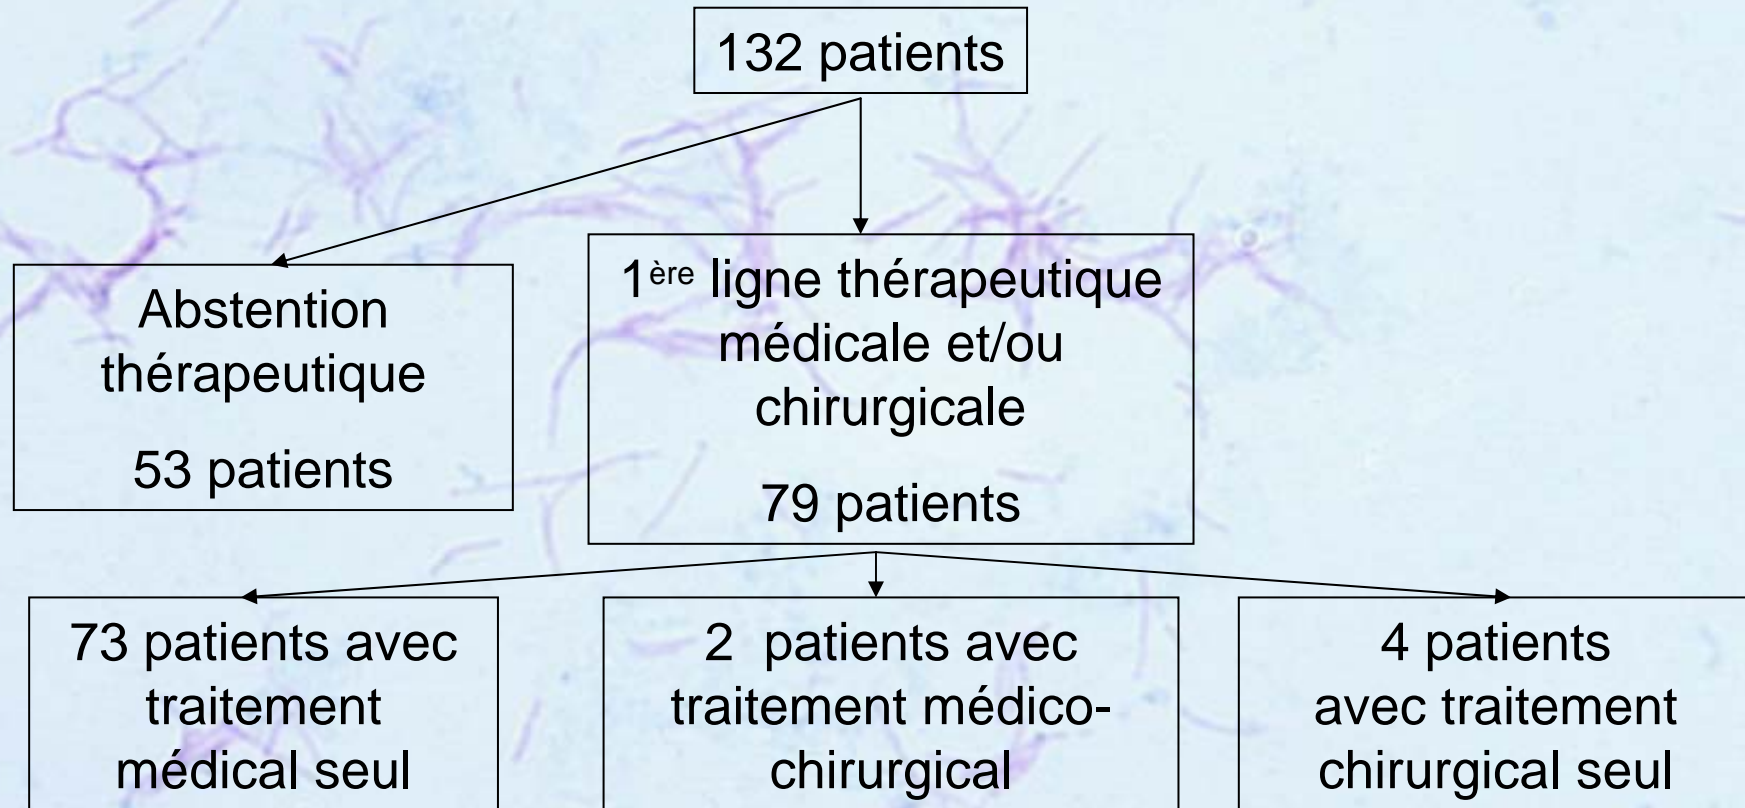 132 patients
Abstention
thérapeutique
53 patients
1ère ligne thérapeutique
médicale et/ou
chirurgicale
79 patients
73 patients avec
traitement
médical seul
2 patients avec
traitement médico-
chirurgical
4 patients
avec traitement
chirurgical seul